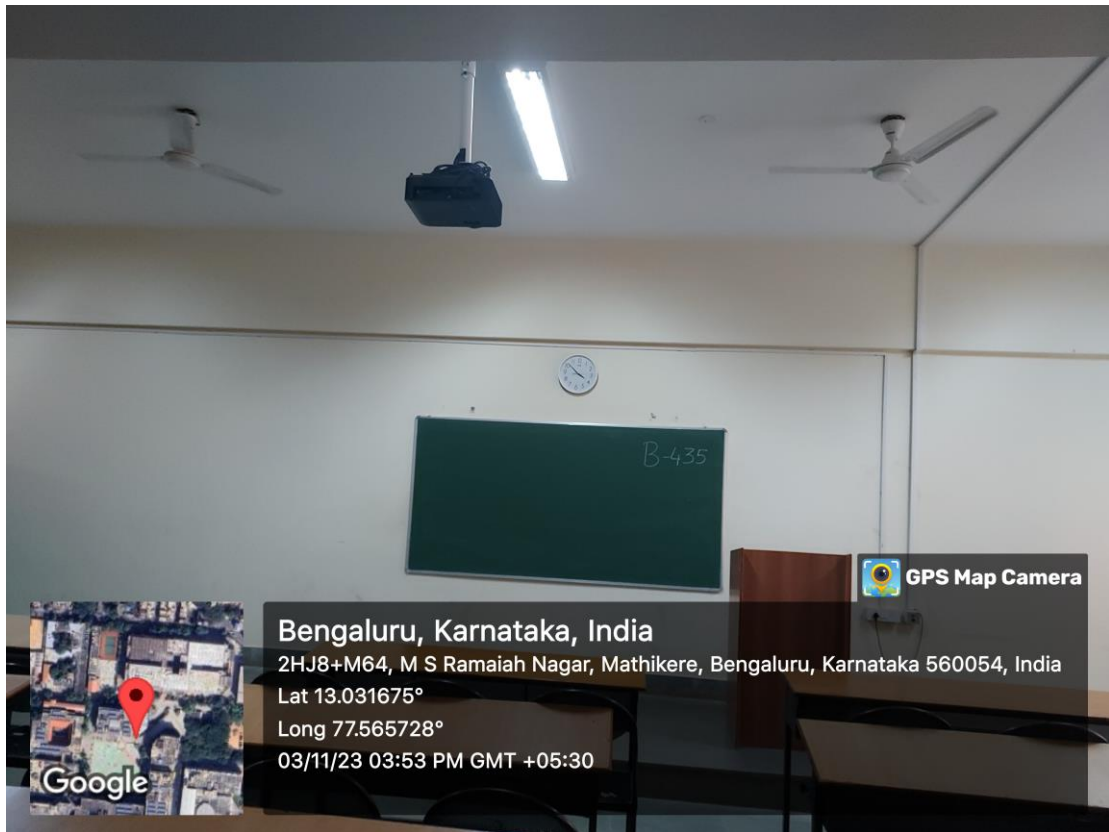 B-435
GPS Map Camera
Bengaluru, Karnataka, India
2HJ8+M64, M S Ramaiah Nagar, Mathikere, Bengaluru, Karnataka 560054, India
Lat 13.031675°
Long 77.565728°
03/11/23 03:53 PM GMT +05:30
Google